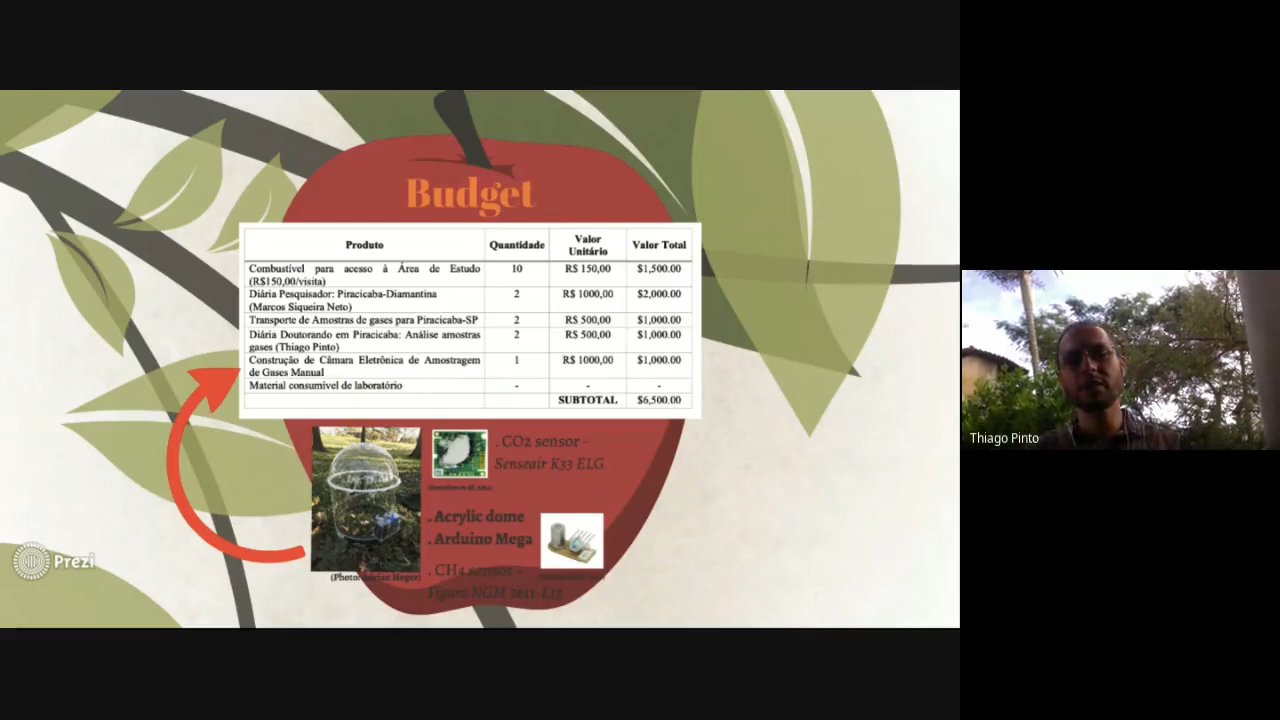 Budget
Produto Quantidade Valor Unitário Valor Total
Combustível para acesso à Área de Estudo (R$150,00/visita) 10 R$ 150,00 $1,500.00
Diária Pesquisador: Piracicaba-Diamantina (Marcos Siqueira Neto) 2 R$ 1000,00 $2,000.00
Transporte de Amostras de gases para Piracicaba-SP 2 R$ 500,00 $1,000.00
Diária Doutorando em Piracicaba: Análise amostras gases (Thiago Pinto) 2 R$ 500,00 $1,000.00
Construção de Câmara Eletrônica de Amostragem de Gases Manual 1 R$ 1000,00 $1,000.00
Material consumível de laboratório - - -
SUBTOTAL $6,500.00
. CO2 sensor -
Senseair K33 ELG
. Acrylic dome
. Arduino Mega
. CH4 sensor -
Figaro NGM 2611-E13
(Photo:
Prezi
Thiago Pinto